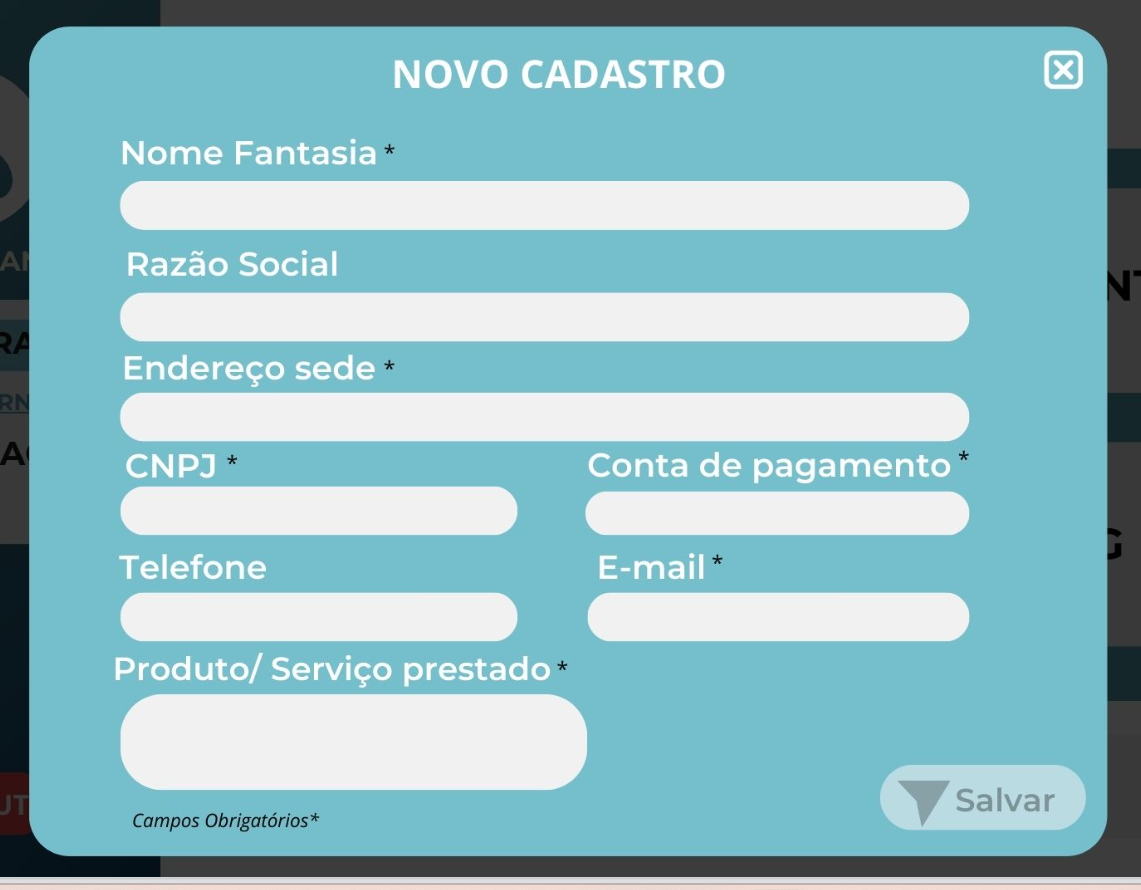 NOVO CADASTRO
Nome Fantasia *
Razão Social
Endereço sede *
CNPJ *
Conta de pagamento *
Telefone
E-mail *
Produto/ Serviço prestado *
Salvar
Campos Obrigatórios*